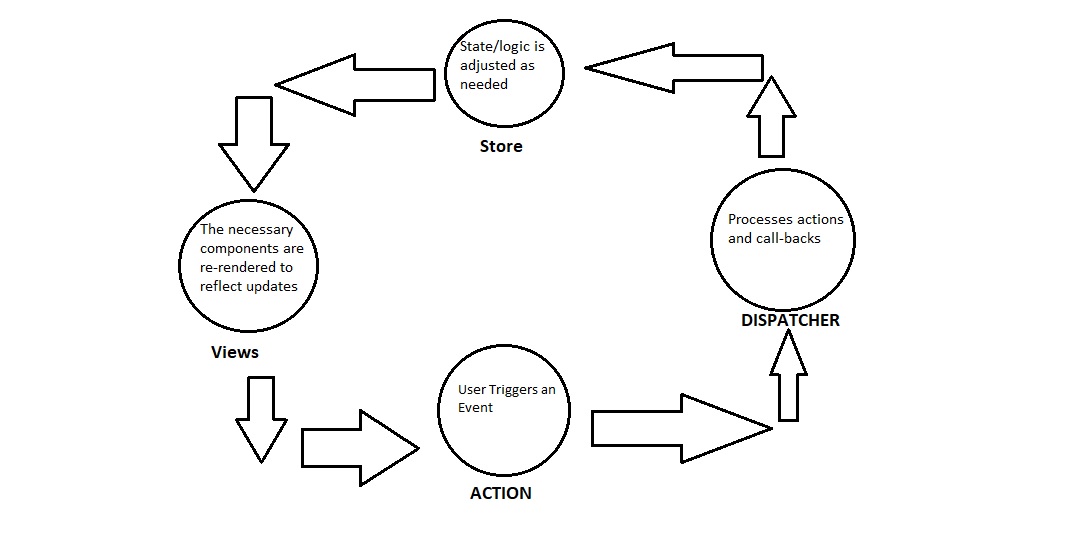 State/logic is
adjusted as
needed
Store
Processes actions
and call-backs
DISPATCHER
The necessary
components are
re-rendered to
reflect updates
Views
User Triggers an
Event
ACTION